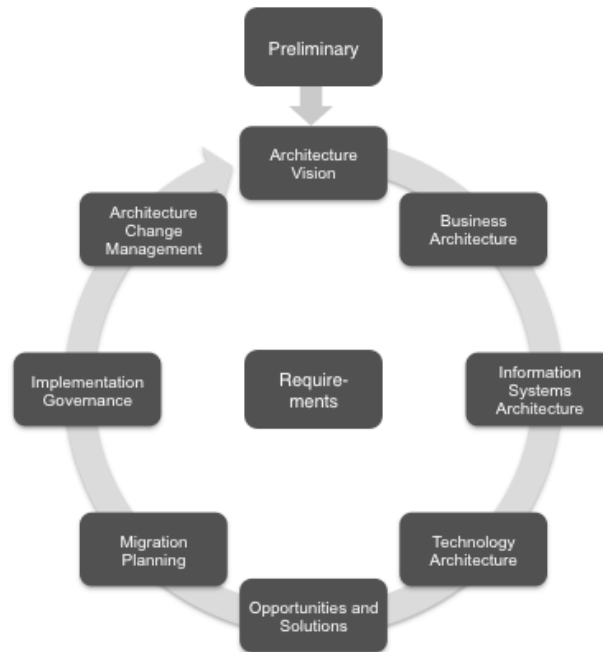 Preliminary
Architecture
Vision
Business
Architecture
Information
Systems
Architecture
Technology
Architecture
Opportunities and
Solutions
Migration
Planning
Implementation
Governance
Architecture
Change
Management
Require-
ments